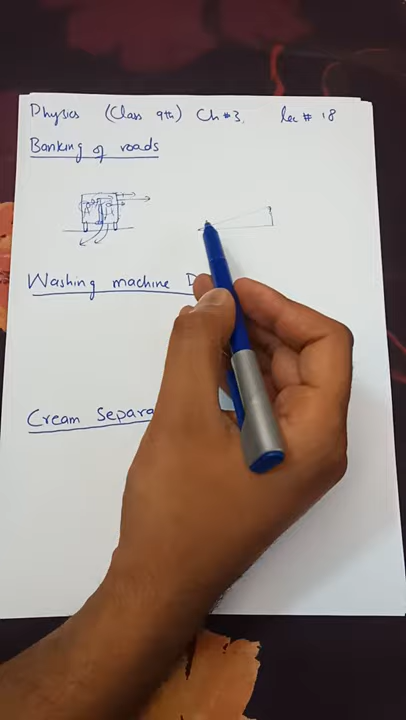 Physics (Class 9th) Ch #3, lec # 18
Banking of roads
Washing machine D
Cream Separa